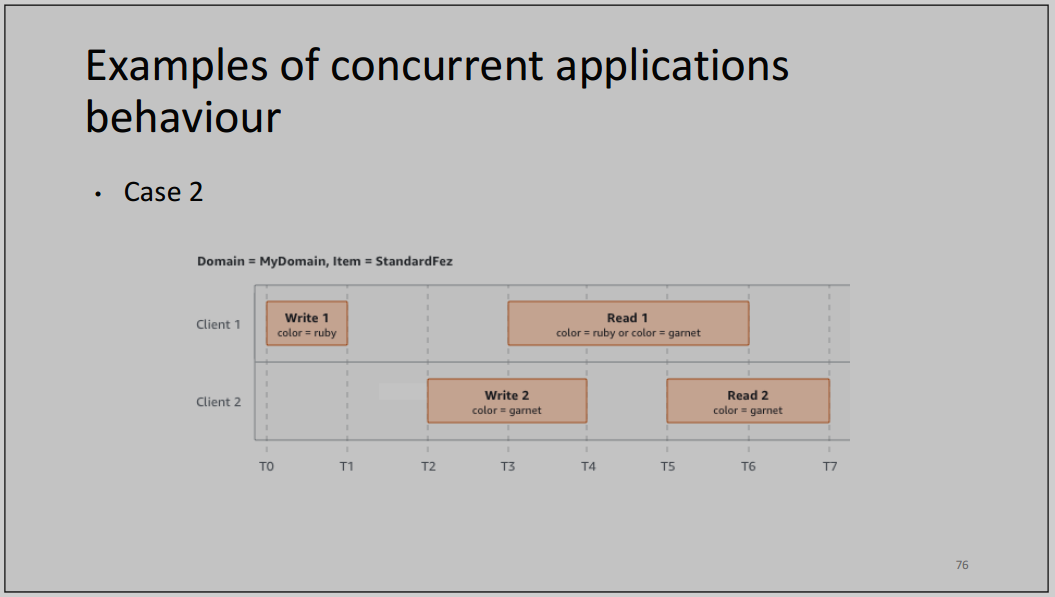 Examples of concurrent applications
behaviour
• Case 2
Domain = MyDomain, Item = StandardFez
Client 1
Write 1
color = ruby
Read 1
color = ruby or color = garnet
Client 2
Write 2
color = garnet
Read 2
color = garnet
T0 T1 T2 T3 T4 T5 T6 T7
76